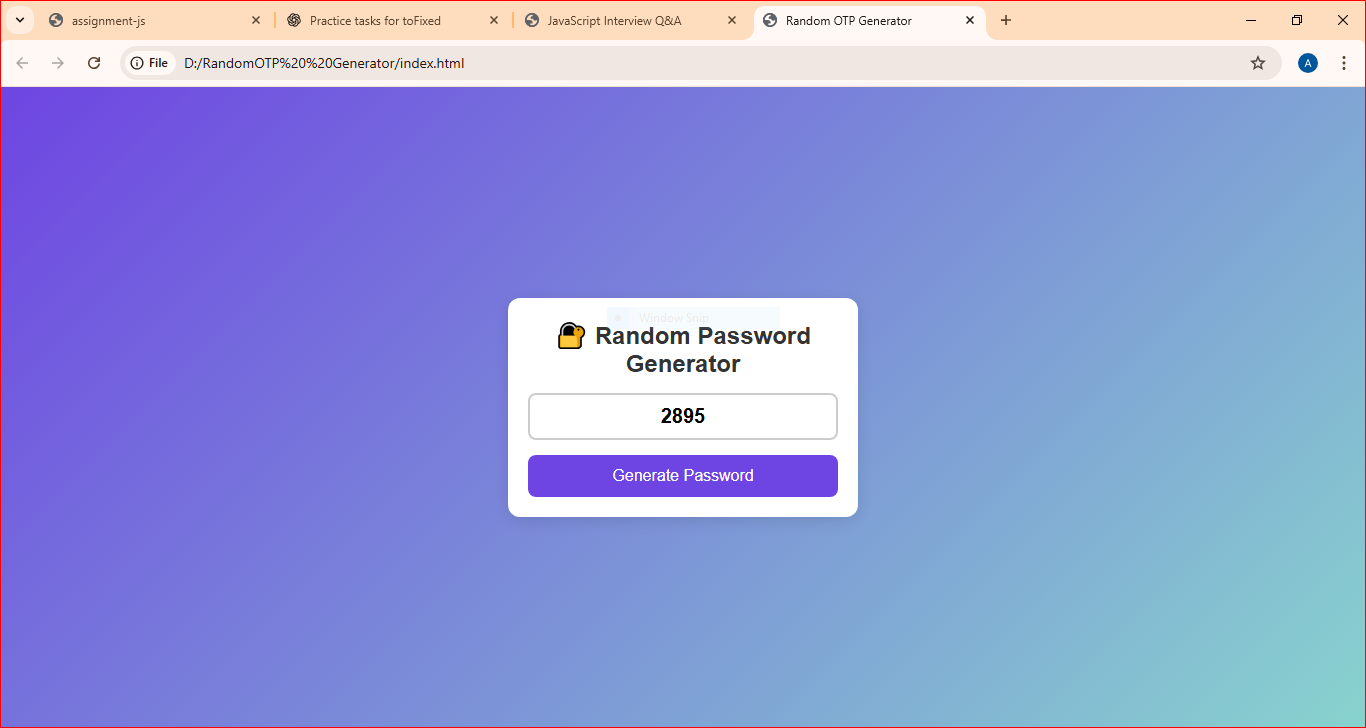 assignment-js
Practice tasks for toFixed
JavaScript Interview Q&A
Random OTP Generator
File
D:/RandomOTP%20%20Generator/index.html
A
Window Snip
Random Password
Generator
2895
Generate Password